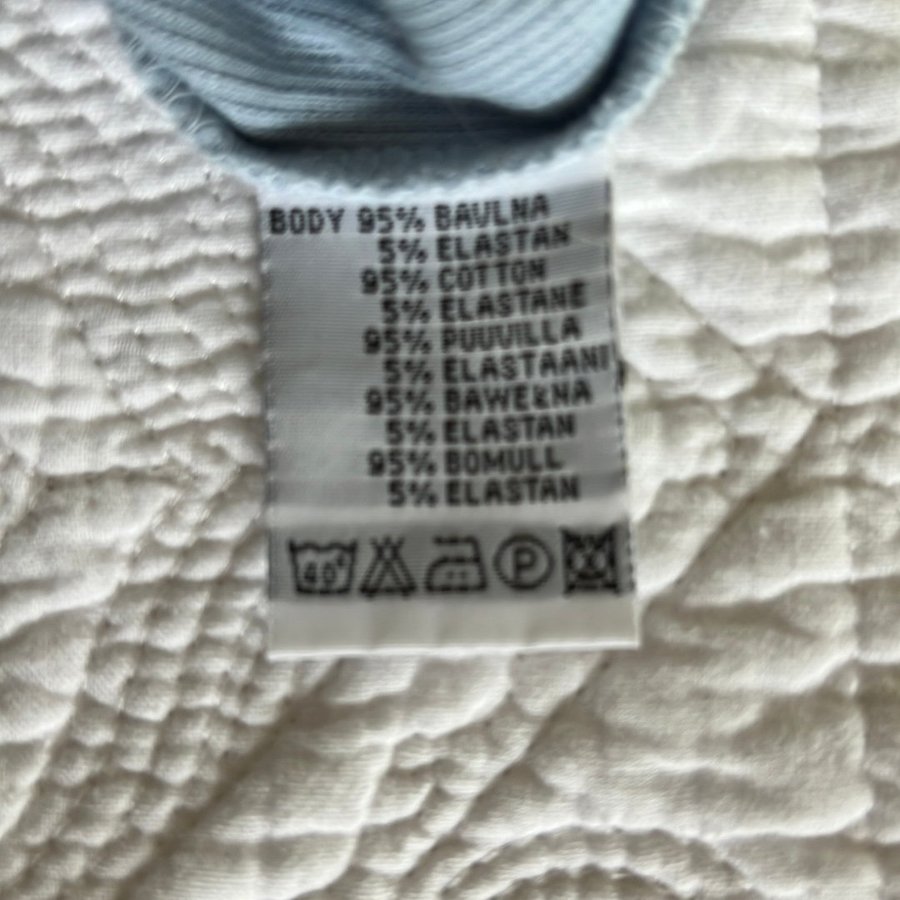 BODY 95% BAVLNA
5% ELASTAN
95% COTTON
5% ELASTANE
95% PUUVILLA
5% ELASTAANI
95% BAWEŁNA
5% ELASTAN
95% BOMULL
5% ELASTAN
40° P